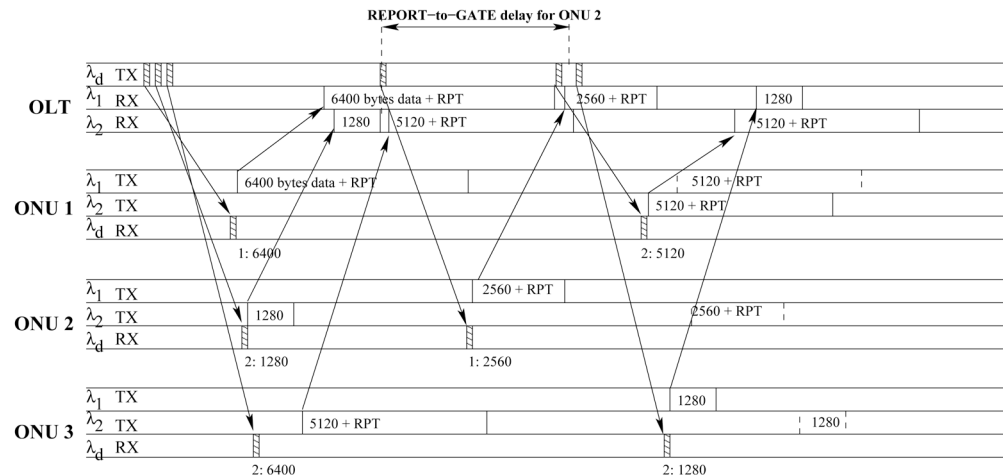 REPORT−to−GATE delay for ONU 2
λd TX
OLT
λ1 RX
6400 bytes data + RPT
2560 + RPT
1280
λ2 RX
1280
5120 + RPT
5120 + RPT
λ1 TX
6400 bytes data + RPT
5120 + RPT
ONU 1
λ2 TX
5120 + RPT
λd RX
1: 6400
2: 5120
λ1 TX
2560 + RPT
ONU 2
λ2 TX
1280
2560 + RPT
λd RX
2: 1280
1: 2560
λ1 TX
1280
ONU 3
λ2 TX
5120 + RPT
1280
λd RX
2: 6400
2: 1280